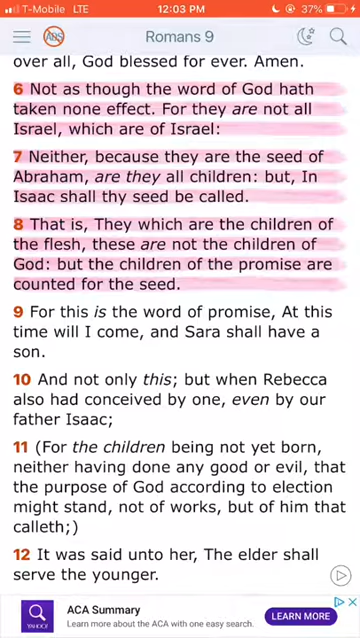 T-Mobile LTE 12:03 PM 37%
ADS Romans 9
over all, God blessed for ever. Amen.
6 Not as though the word of God hath
taken none effect. For they are not all
Israel, which are of Israel:
7 Neither, because they are the seed of
Abraham, are they all children: but, In
Isaac shall thy seed be called.
8 That is, They which are the children of
the flesh, these are not the children of
God: but the children of the promise are
counted for the seed.
9 For this is the word of promise, At this
time will I come, and Sara shall have a
son.
10 And not only this; but when Rebecca
also had conceived by one, even by our
father Isaac;
11 (For the children being not yet born,
neither having done any good or evil, that
the purpose of God according to election
might stand, not of works, but of him that
calleth;)
12 It was said unto her, The elder shall
serve the younger.
ACA Summary
Learn more about the ACA with one easy search.
YAHOO!
LEARN MORE